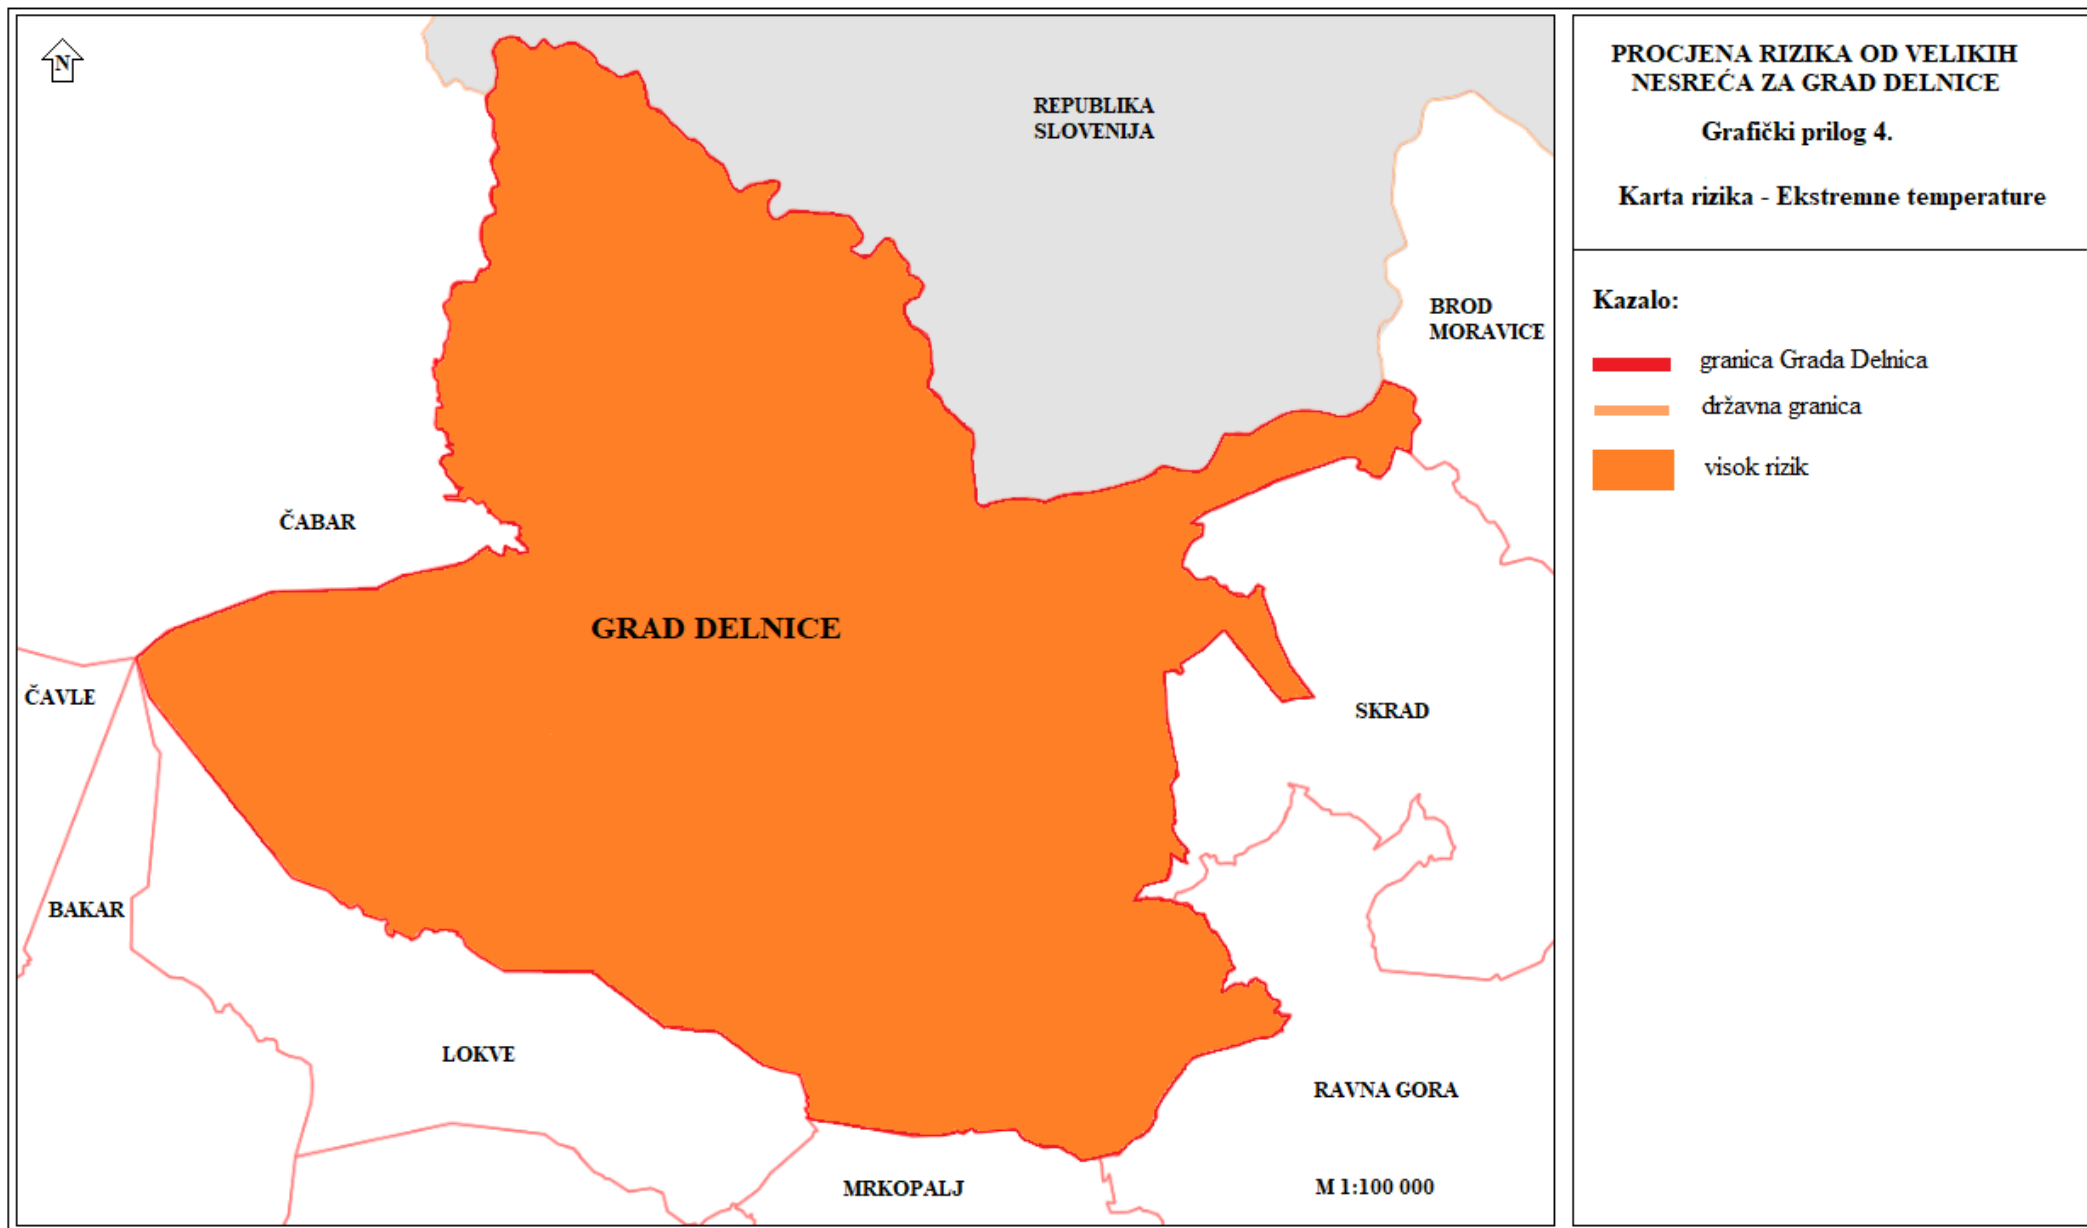 N
REPUBLIKA
SLOVENIJA
BROD
MORAVICE
ČABAR
GRAD DELNICE
ČAVLE
SKRAD
BAKAR
LOKVE
RAVNA GORA
MRKOPALJ
M 1:100 000
PROCJENA RIZIKA OD VELIKIH
NESREĆA ZA GRAD DELNICE
Grafički prilog 4.
Karta rizika - Ekstremne temperature
Kazalo:
granica Grada Delnica
državna granica
visok rizik